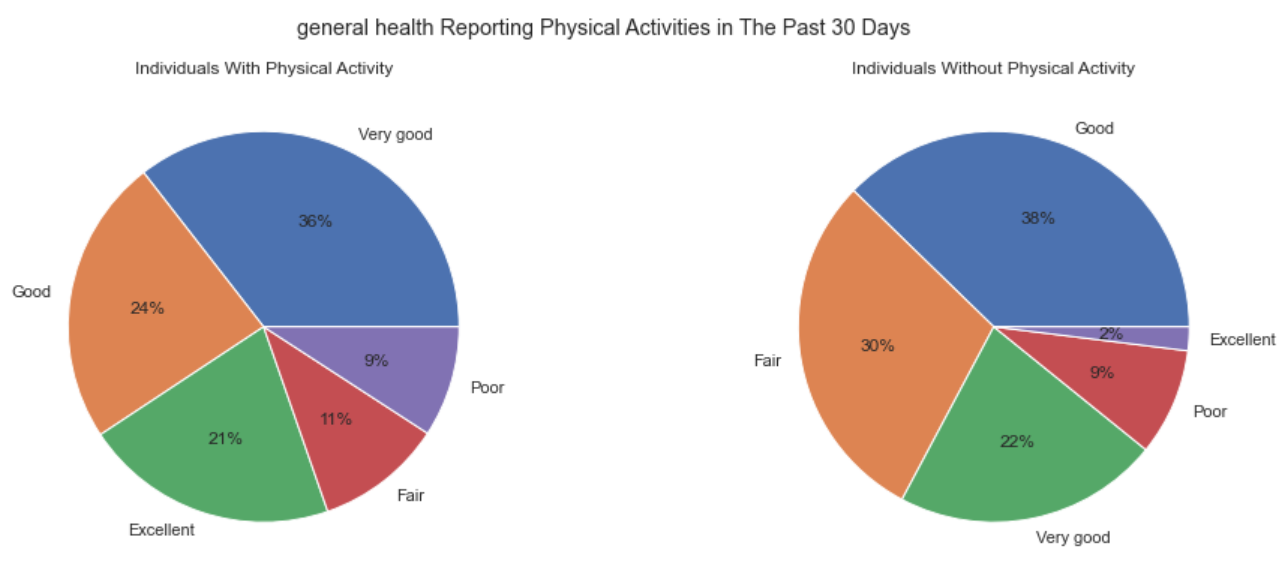 general health Reporting Physical Activities in The Past 30 Days
Individuals With Physical Activity
Very good
36%
Good
24%
9%
Poor
11%
21%
Fair
Excellent
Individuals Without Physical Activity
Good
38%
2%
Excellent
30%
Fair
9%
Poor
22%
Very good